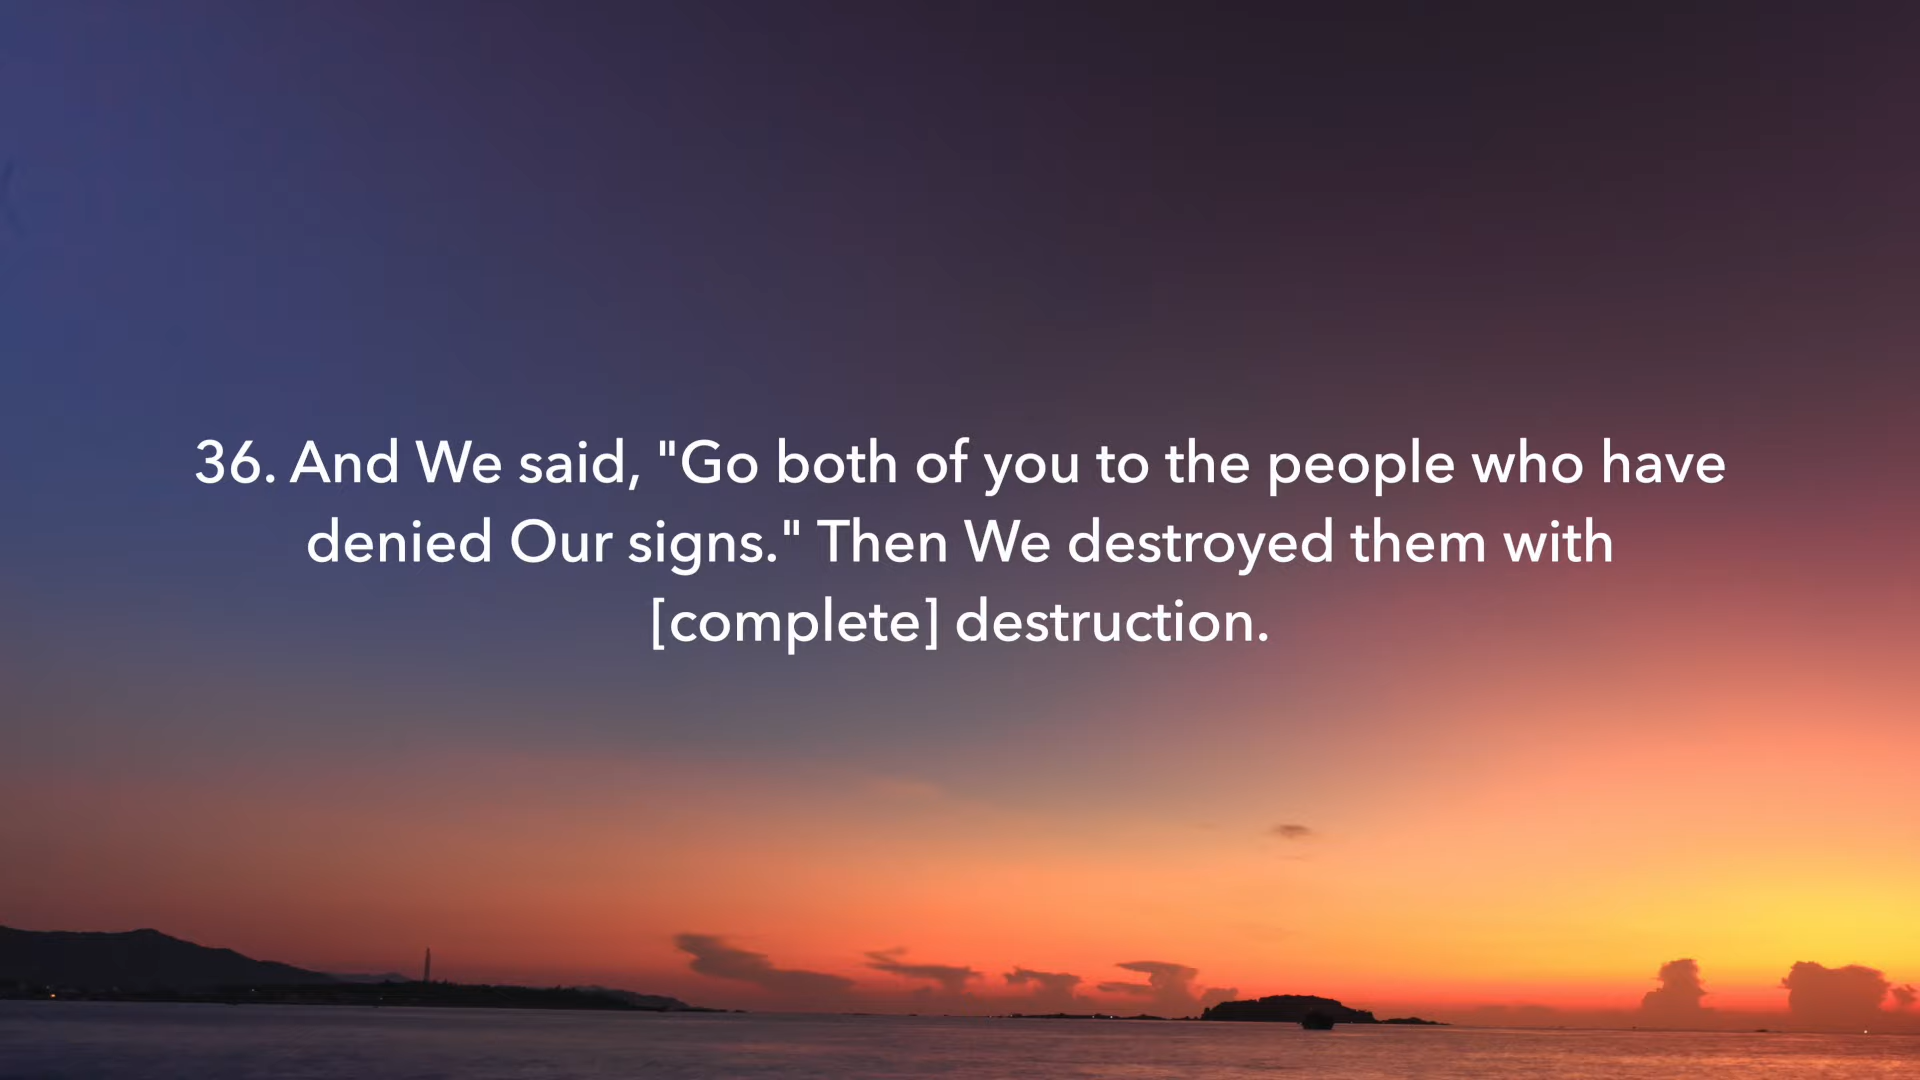 36. And We said, "Go both of you to the people who have
denied Our signs." Then We destroyed them with
[complete] destruction.